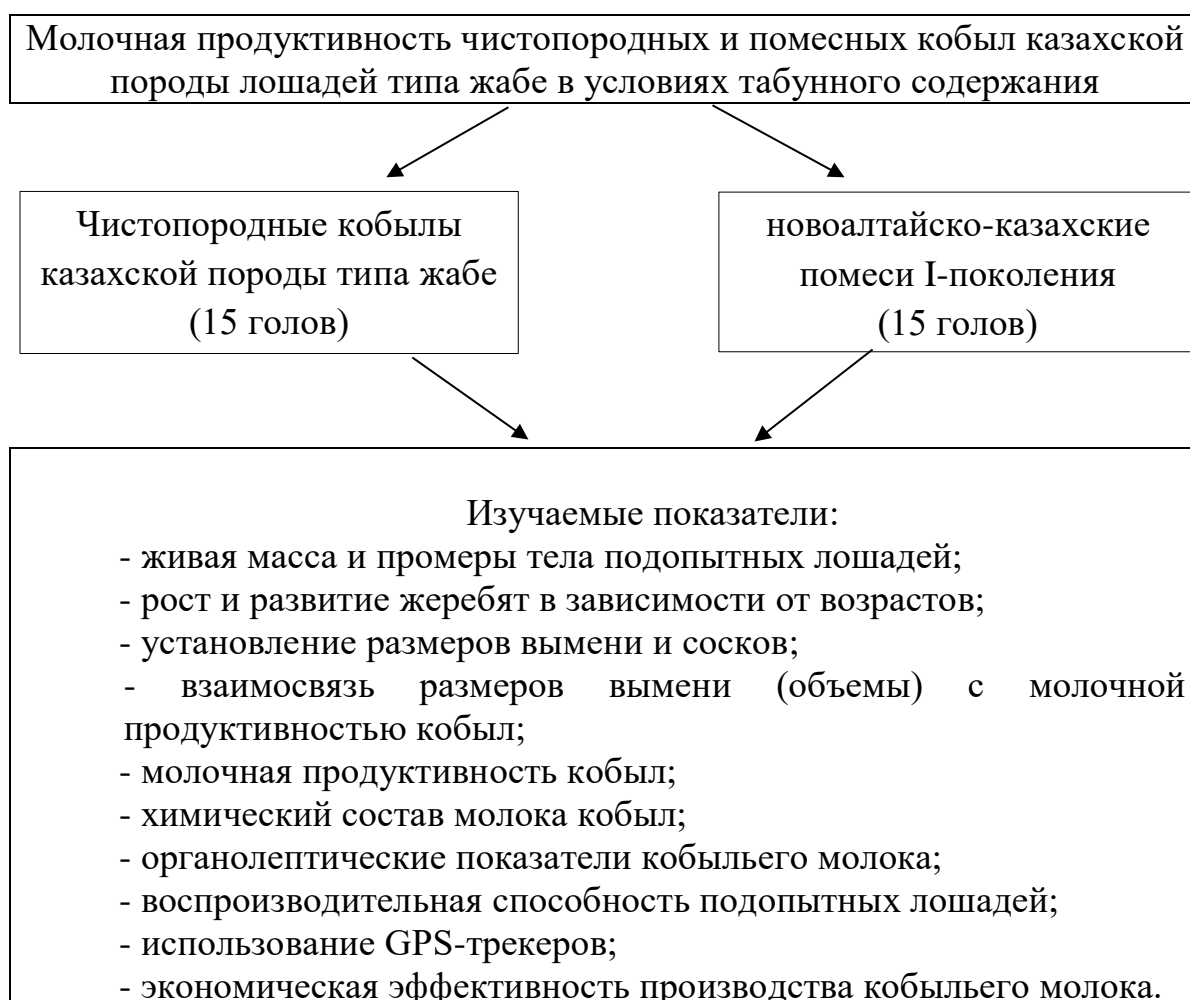 Молочная продуктивность чистопородных и помесных кобыл казахской
породы лошадей типа жабе в условиях табунного содержания
Чистопородные кобылы
казахской породы типа жабе
(15 голов)
новоалтайско-казахские
помеси I-поколения
(15 голов)
Изучаемые показатели:
- живая масса и промеры тела подопытных лошадей;
- рост и развитие жеребят в зависимости от возрастов;
- установление размеров вымени и сосков;
- взаимосвязь размеров вымени (объемы) с молочной
продуктивностью кобыл;
- молочная продуктивность кобыл;
- химический состав молока кобыл;
- органолептические показатели кобыльего молока;
- воспроизводительная способность подопытных лошадей;
- использование GPS-трекеров;
- экономическая эффективность производства кобыльего молока.